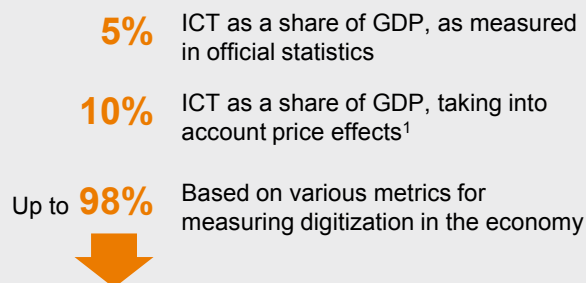 5% ICT as a share of GDP, as measured
in official statistics
10% ICT as a share of GDP, taking into
account price effects¹
Up to 98% Based on various metrics for
measuring digitization in the economy